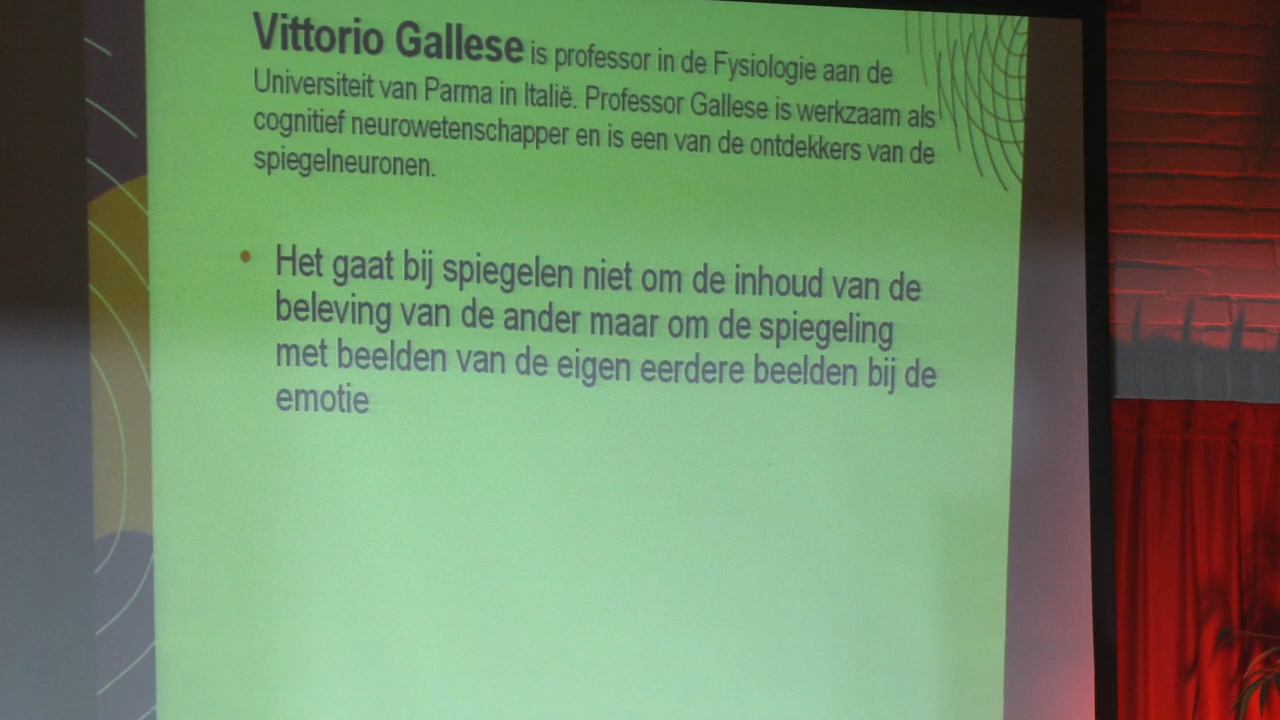 Vittorio Gallese is professor in de Fysiologie aan de
Universiteit van Parma in Italië. Professor Gallese is werkzaam als
cognitief neurowetenschapper en is een van de ontdekkers van de
spiegelneuronen.
• Het gaat bij spiegelen niet om de inhoud van de
beleving van de ander maar om de spiegeling
met beelden van de eigen eerdere beelden bij de
emotie